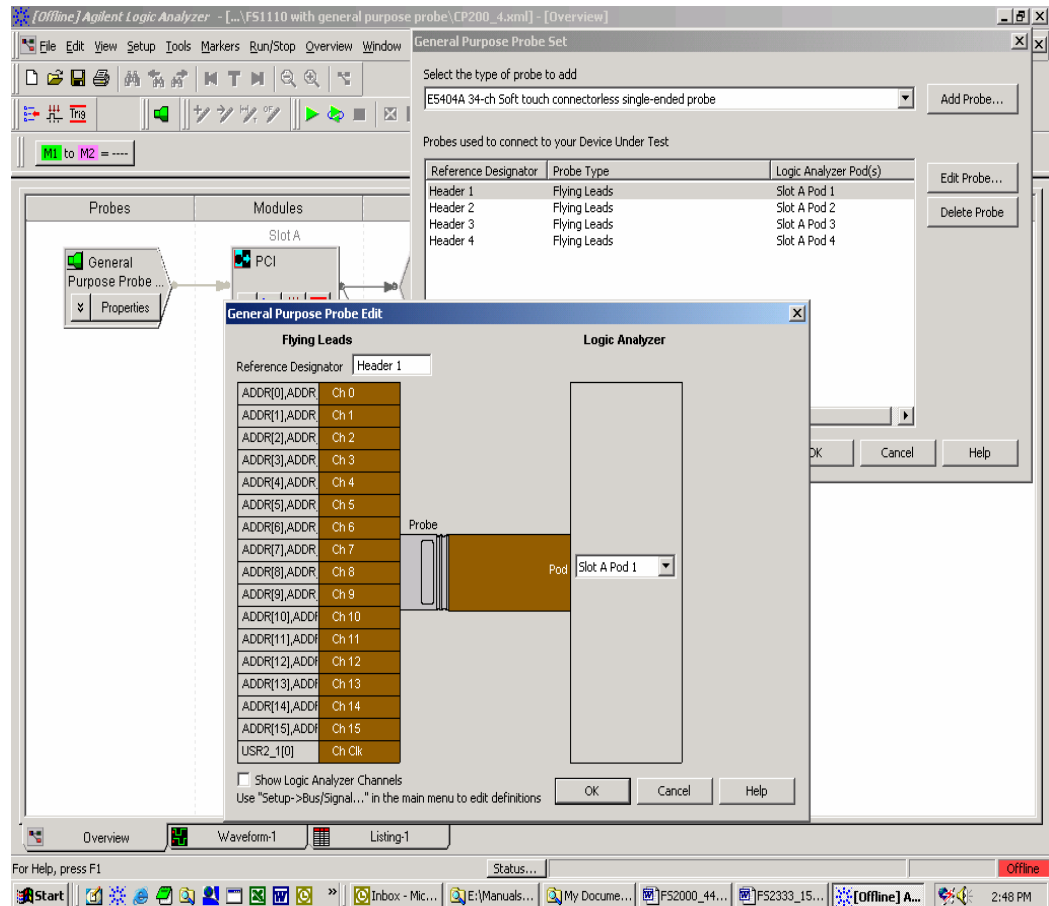 [Offline] Agilent Logic Analyzer - [...\FS1110 with general purpose probe\CP200_4.xml] - [Overview]
File Edit View Setup Tools Markers Run/Stop Overview Window
Trig
M1 to M2 = ----
Probes Modules
Slot A
General
Purpose Probe ...
Properties
PCI
General Purpose Probe Set
Select the type of probe to add
E5404A 34-ch Soft touch connectorless single-ended probe
Add Probe...
Probes used to connect to your Device Under Test
Reference Designator Probe Type Logic Analyzer Pod(s)
Header 1 Flying Leads Slot A Pod 1
Header 2 Flying Leads Slot A Pod 2
Header 3 Flying Leads Slot A Pod 3
Header 4 Flying Leads Slot A Pod 4
Edit Probe...
Delete Probe
OK Cancel Help
General Purpose Probe Edit
Flying Leads Logic Analyzer
Reference Designator Header 1
ADDR[0],ADDR Ch 0
ADDR[1],ADDR Ch 1
ADDR[2],ADDR Ch 2
ADDR[3],ADDR Ch 3
ADDR[4],ADDR Ch 4
ADDR[5],ADDR Ch 5
ADDR[6],ADDR Ch 6
ADDR[7],ADDR Ch 7
ADDR[8],ADDR Ch 8
ADDR[9],ADDR Ch 9
ADDR[10],ADD Ch 10
ADDR[11],ADD Ch 11
ADDR[12],ADD Ch 12
ADDR[13],ADD Ch 13
ADDR[14],ADD Ch 14
ADDR[15],ADD Ch 15
USR2_1[0] Ch Clk
Probe
Pod Slot A Pod 1
Show Logic Analyzer Channels
Use "Setup->Bus/Signal..." in the main menu to edit definitions
OK Cancel Help
Overview Waveform-1 Listing-1
For Help, press F1 Status... Offline
Start » Inbox - Mic... E:\Manuals... My Docume... FS2000_44... FS2333_15... [Offline] A... 2:48 PM